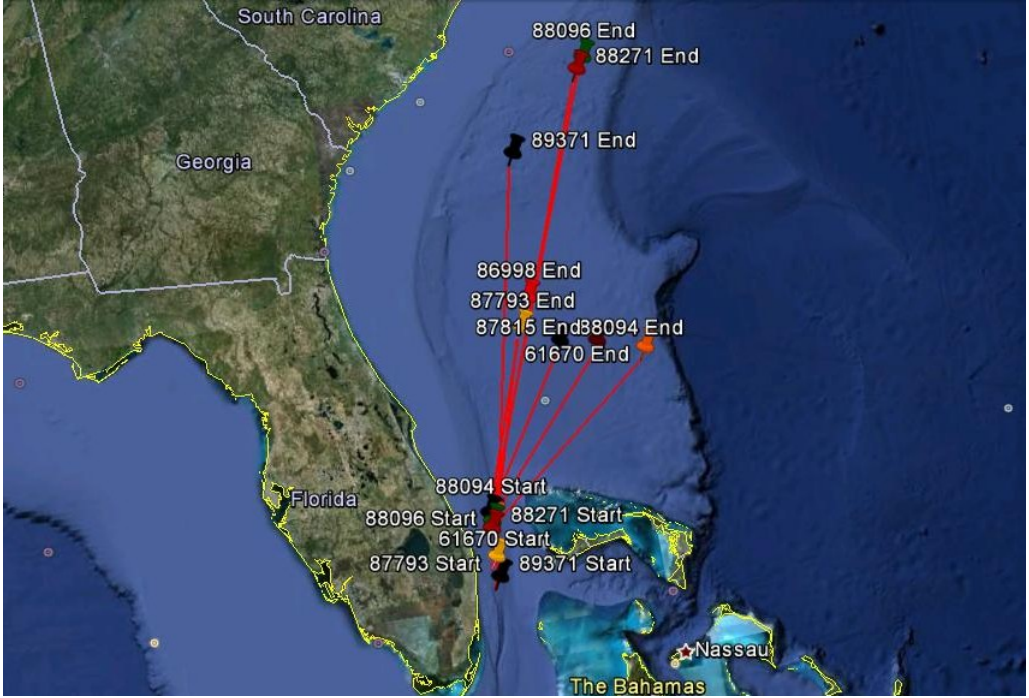 South Carolina
88096 End
88271 End
89371 End
Georgia
86998 End
87793 End
87815 End 88094 End
61670 End
88094 Start
Florida
88096 Start 88271 Start
61670 Start
87793 Start 89371 Start
Nassau
The Bahamas